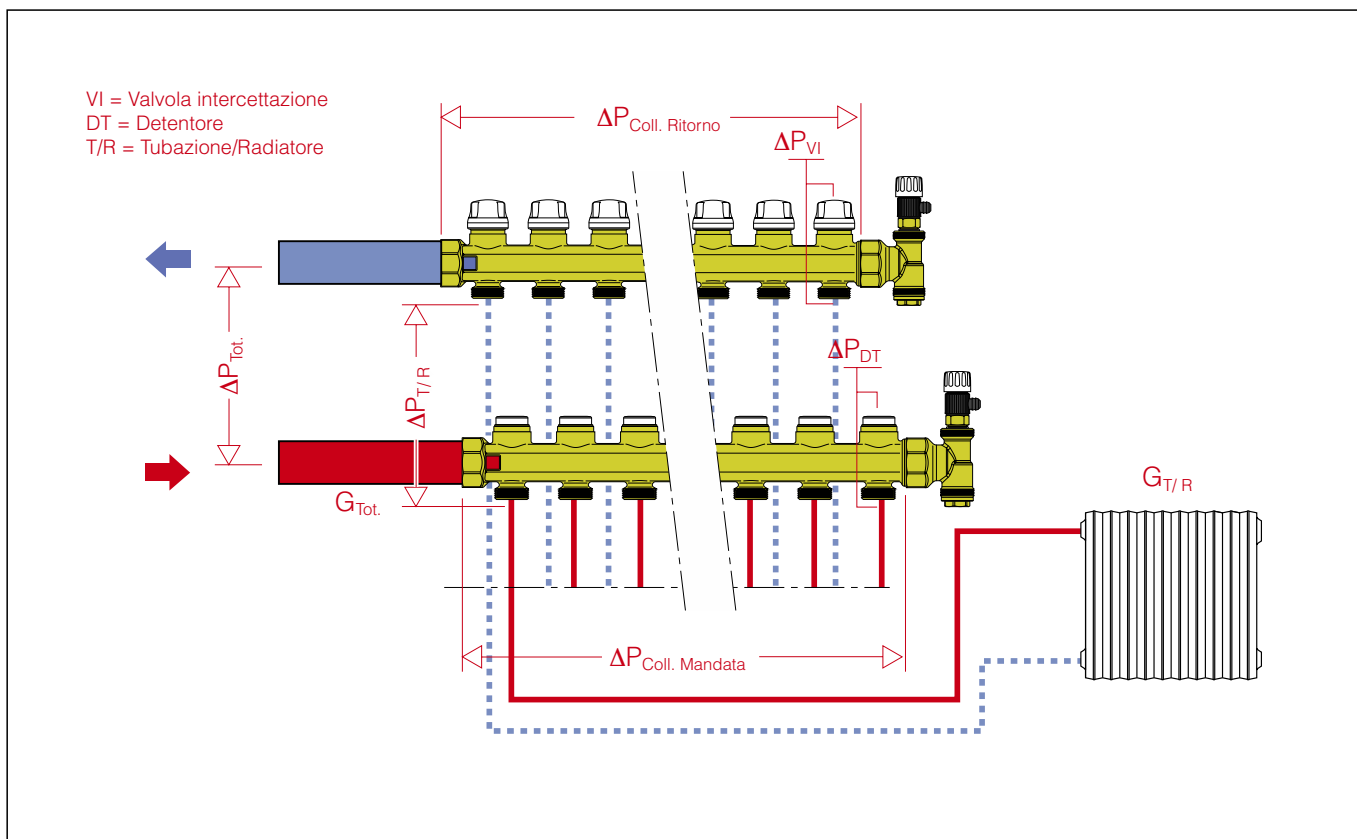 VI = Valvola intercettazione
DT = Detentore
T/R = Tubazione/Radiatore
ΔPColl. Ritorno
ΔPVI
ΔPTot.
ΔPT/R
ΔPDT
GTot.
GT/R
ΔPColl. Mandata